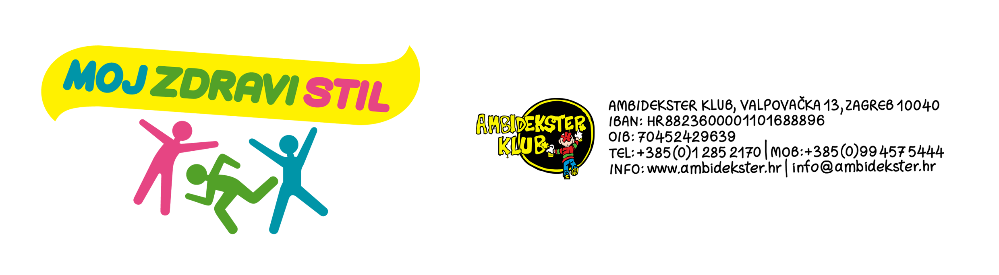 MOJ ZDRAVI STIL
AMBIDEKSTER
KLUB
AMBIDEKSTER KLUB, VALPOVAČKA 13, ZAGREB 10040
IBAN: HR8823600001101688896
OIB: 70452429639
TEL: +385(0)1 285 2170 | MOB: +385(0)99 457 5444
INFO: www.ambidekster.hr | info@ambidekster.hr